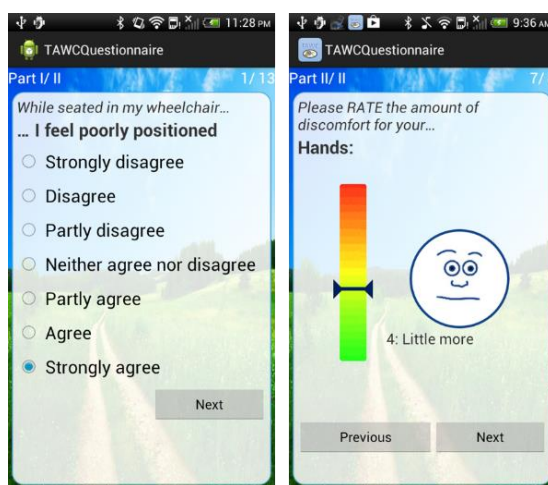 11:28 PM
TAWCQuestionnaire
Part I/ II
1/ 13
While seated in my wheelchair…
… I feel poorly positioned
Strongly disagree
Disagree
Partly disagree
Neither agree nor disagree
Partly agree
Agree
Strongly agree
Next
9:36 AM
TAWCQuestionnaire
Part II/ II
7/
Please RATE the amount of
discomfort for your…
Hands:
4: Little more
Previous
Next